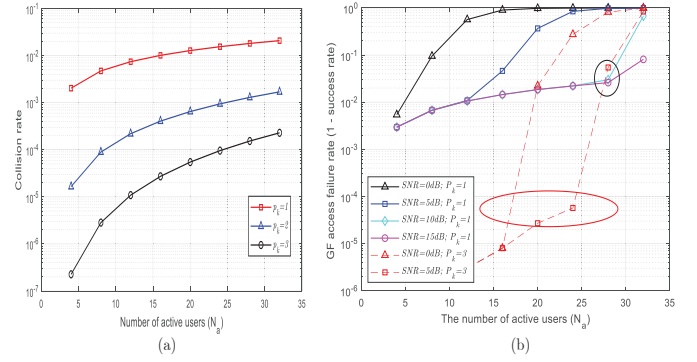 (a)
10^-1
10^-2
10^-3
10^-4
10^-5
10^-6
10^-7
Collision rate
p_k=1
p_k=2
p_k=3
0 5 10 15 20 25 30 35
Number of active users (N_a)
(a)
(b)
10^0
10^-1
10^-2
10^-3
10^-4
10^-5
10^-6
GF access failure rate (1 - success rate)
SNR=0dB; P_k=1
SNR=5dB; P_k=1
SNR=10dB; P_k=1
SNR=15dB; P_k=1
SNR=0dB; P_k=3
SNR=5dB; P_k=3
0 5 10 15 20 25 30 35
The number of active users (N_a)
(b)